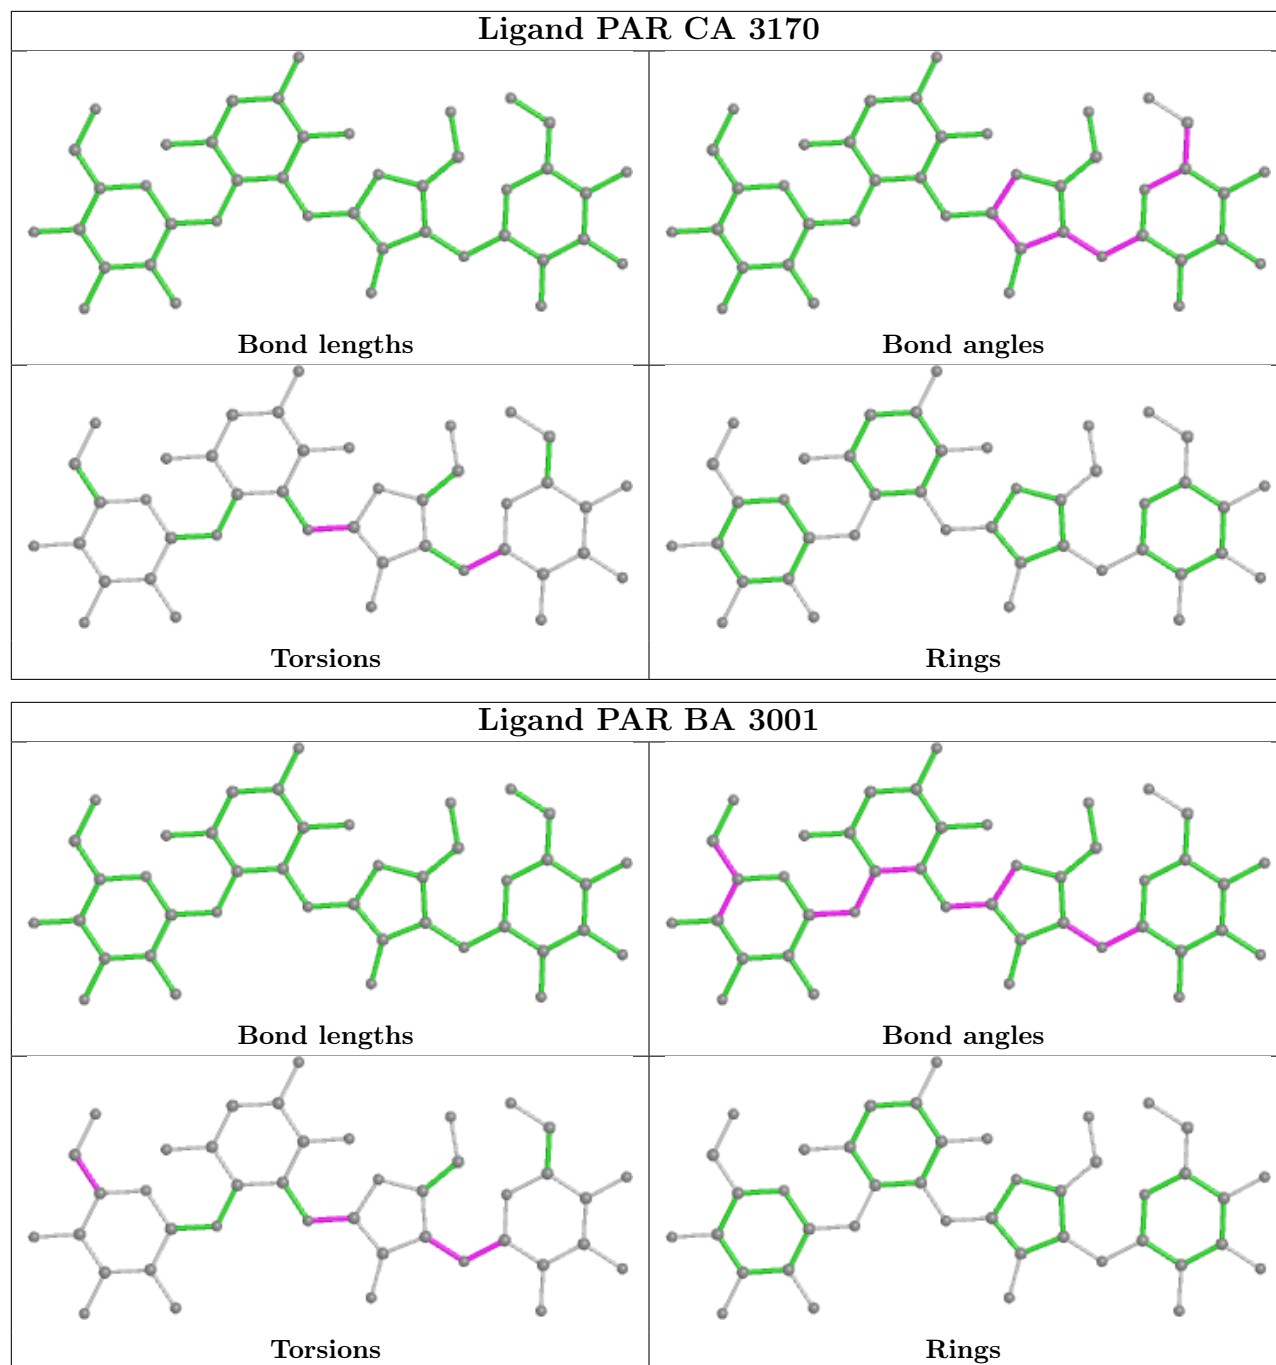 Ligand PAR CA 3170
Bond lengths
Bond angles
Torsions
Rings
Ligand PAR BA 3001
Bond lengths
Bond angles
Torsions
Rings